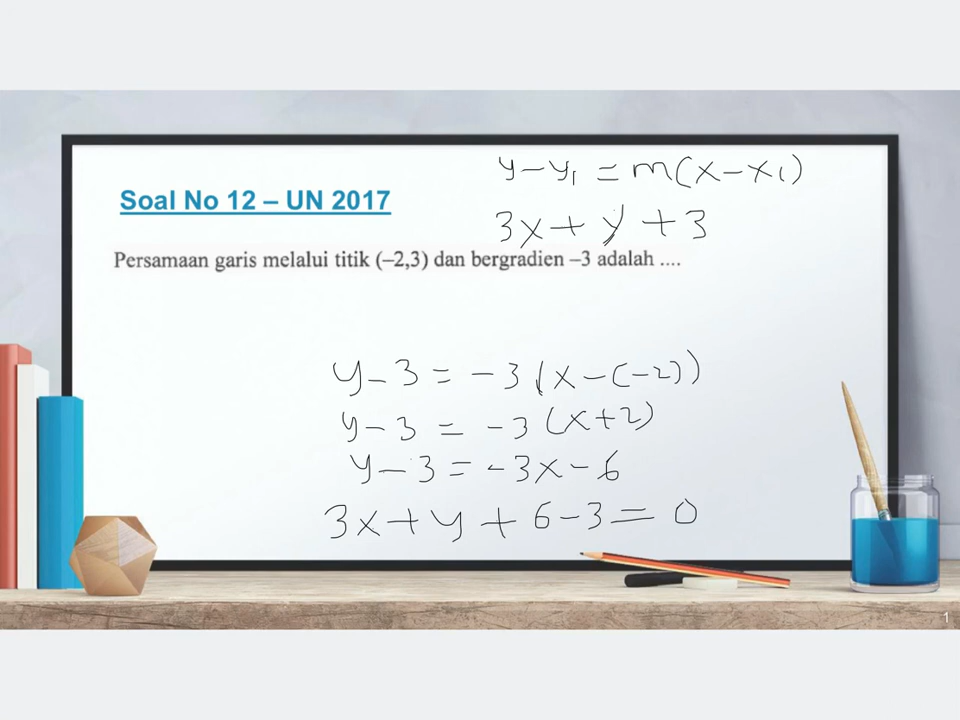 y-y₁ = m(x-x₁)
Soal No 12 – UN 2017
3x+y+3
Persamaan garis melalui titik (–2,3) dan bergradien –3 adalah ....
y-3 = -3(x-(-2))
y-3 = -3(x+2)
y-3 = -3x-6
3x+y+6-3=0
1